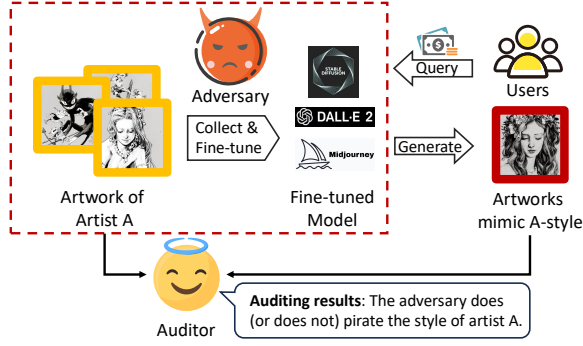 Adversary
Collect &
Fine-tune
Artwork of
Artist A
STABLE
DIFFUSION
DALL·E 2
Midjourney
Fine-tuned
Model
Query
Generate
Users
Artworks
mimic A-style
Auditor
Auditing results: The adversary does
(or does not) pirate the style of artist A.